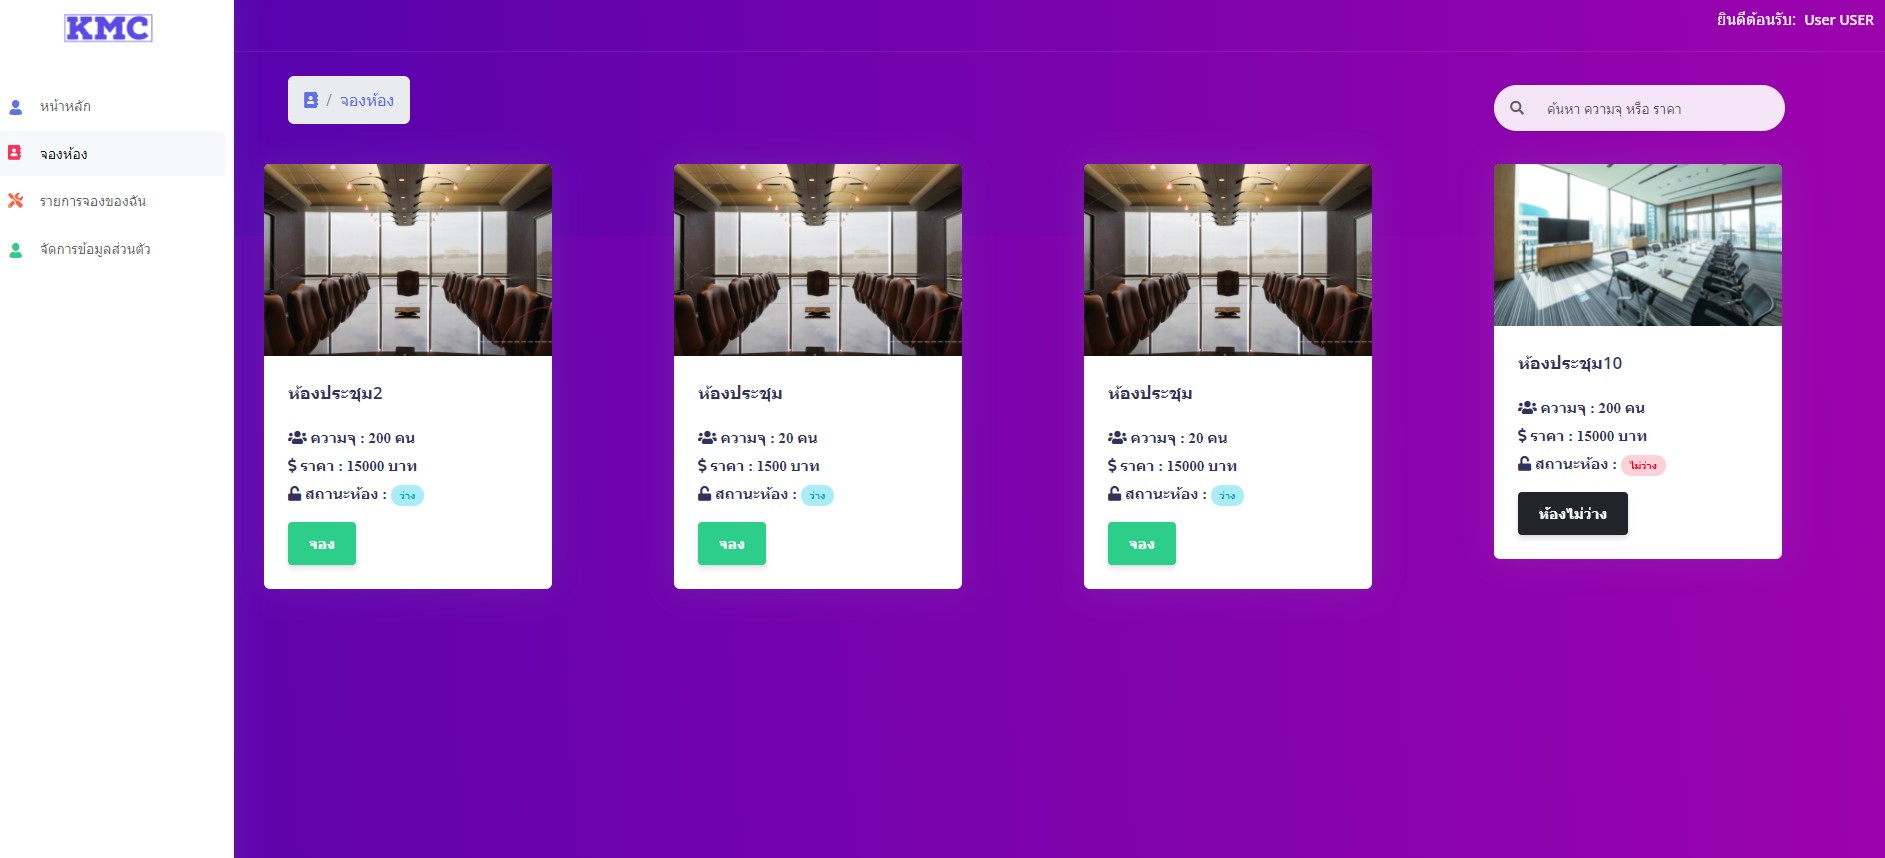 KMC
ยินดีต้อนรับ: User USER
หน้าหลัก
จองห้อง
รายการจองของฉัน
จัดการข้อมูลส่วนตัว
/ จองห้อง
ค้นหา ความจุ หรือ ราคา
ห้องประชุม2
ความจุ : 200 คน
ราคา : 15000 บาท
สถานะห้อง : ว่าง
จอง
ห้องประชุม
ความจุ : 20 คน
ราคา : 1500 บาท
สถานะห้อง : ว่าง
จอง
ห้องประชุม
ความจุ : 20 คน
ราคา : 15000 บาท
สถานะห้อง : ว่าง
จอง
ห้องประชุม10
ความจุ : 200 คน
ราคา : 15000 บาท
สถานะห้อง : ไม่ว่าง
ห้องไม่ว่าง